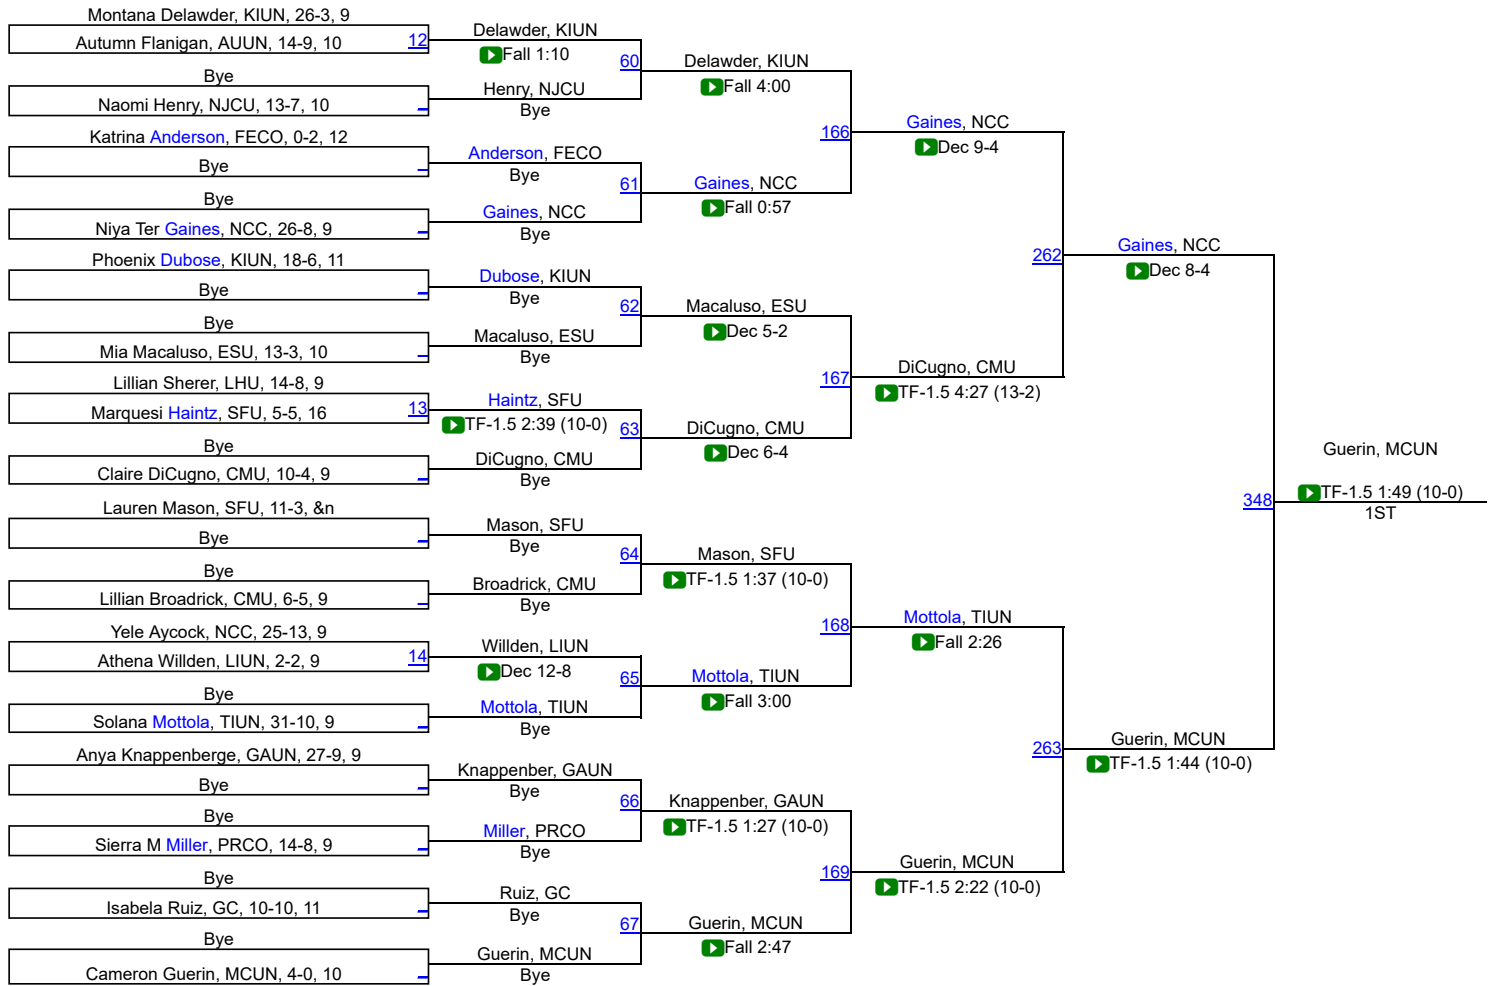 Montana Delawder, KIUN, 26-3, 9
Autumn Flanigan, AUUN, 14-9, 10
12
Bye
Naomi Henry, NJCU, 13-7, 10
Katrina Anderson, FECO, 0-2, 12
Bye
Bye
Niya Ter Gaines, NCC, 26-8, 9
Phoenix Dubose, KIUN, 18-6, 11
Bye
Bye
Mia Macaluso, ESU, 13-3, 10
Lillian Sherer, LHU, 14-8, 9
Marquesi Haintz, SFU, 5-5, 16
13
Bye
Claire DiCugno, CMU, 10-4, 9
Lauren Mason, SFU, 11-3, &n
Bye
Bye
Lillian Broadrick, CMU, 6-5, 9
Yele Aycock, NCC, 25-13, 9
Athena Willden, LIUN, 2-2, 9
14
Bye
Solana Mottola, TIUN, 31-10, 9
Anya Knappenberge, GAUN, 27-9, 9
Bye
Bye
Sierra M Miller, PRCO, 14-8, 9
Bye
Isabela Ruiz, GC, 10-10, 11
Bye
Cameron Guerin, MCUN, 4-0, 10
Delawder, KIUN
Fall 1:10
60
Henry, NJCU
Bye
Anderson, FECO
Bye
61
Gaines, NCC
Bye
Dubose, KIUN
Bye
62
Macaluso, ESU
Bye
Haintz, SFU
TF-1.5 2:39 (10-0)
63
DiCugno, CMU
Bye
Mason, SFU
Bye
64
Broadrick, CMU
Bye
Willden, LIUN
Dec 12-8
65
Mottola, TIUN
Bye
Knappenber, GAUN
Bye
66
Miller, PRCO
Bye
Ruiz, GC
Bye
67
Guerin, MCUN
Bye
Delawder, KIUN
Fall 4:00
166
Gaines, NCC
Fall 0:57
Macaluso, ESU
Dec 5-2
167
DiCugno, CMU
Dec 6-4
Mason, SFU
TF-1.5 1:37 (10-0)
168
Mottola, TIUN
Fall 3:00
Knappenber, GAUN
TF-1.5 1:27 (10-0)
169
Guerin, MCUN
Fall 2:47
Gaines, NCC
Dec 9-4
262
DiCugno, CMU
TF-1.5 4:27 (13-2)
Mottola, TIUN
Fall 2:26
263
Guerin, MCUN
TF-1.5 2:22 (10-0)
Gaines, NCC
Dec 8-4
348
Guerin, MCUN
TF-1.5 1:44 (10-0)
Guerin, MCUN
TF-1.5 1:49 (10-0)
1ST